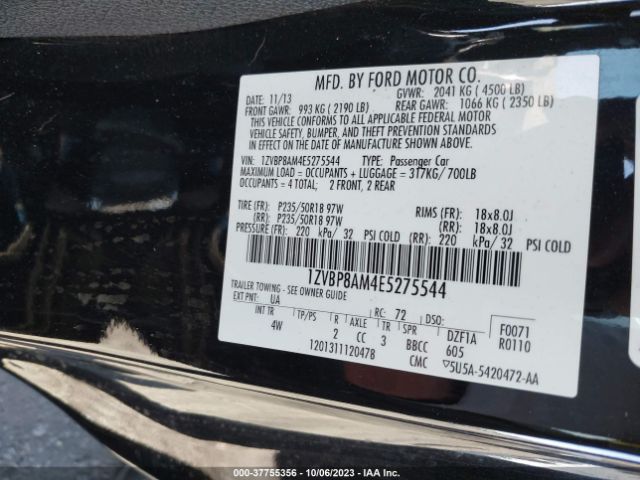 MFD. BY FORD MOTOR CO.
DATE: 11/13 GVWR: 2041 KG ( 4500 LB)
FRONT GAWR: 993 KG ( 2190 LB) REAR GAWR: 1066 KG ( 2350 LB)
THIS VEHICLE CONFORMS TO ALL APPLICABLE FEDERAL MOTOR
VEHICLE SAFETY, BUMPER, AND THEFT PREVENTION STANDARDS
IN EFFECT ON THE DATE OF MANUFACTURE SHOWN ABOVE.
VIN: 1ZVBP8AM4E5275544 TYPE: Passenger Car
MAXIMUM LOAD = OCCUPANTS + LUGGAGE = 317KG/ 700LB
OCCUPANTS = 4 TOTAL; 2 FRONT, 2 REAR
TIRE (FR): P235/50R18 97W RIMS (FR): 18x8.0J
(RR): P235/50R18 97W (RR): 18x8.0J
PRESSURE (FR): 220 kPa/ 32 PSI COLD (RR): 220 kPa/ 32 PSI COLD
1ZVBP8AM4E5275544
TRAILER TOWING - SEE OWNER GUIDE
EXT PNT: UA RC: 72 DSO: F0071
INT TR TP/PS R AXLE TR SPR DZF1A R0110
4W 2 CC 3 BBCC 605
1201311120478 CMC ▽5U5A-5420472-AA
000-37755356 | 10/06/2023 | IAA Inc.